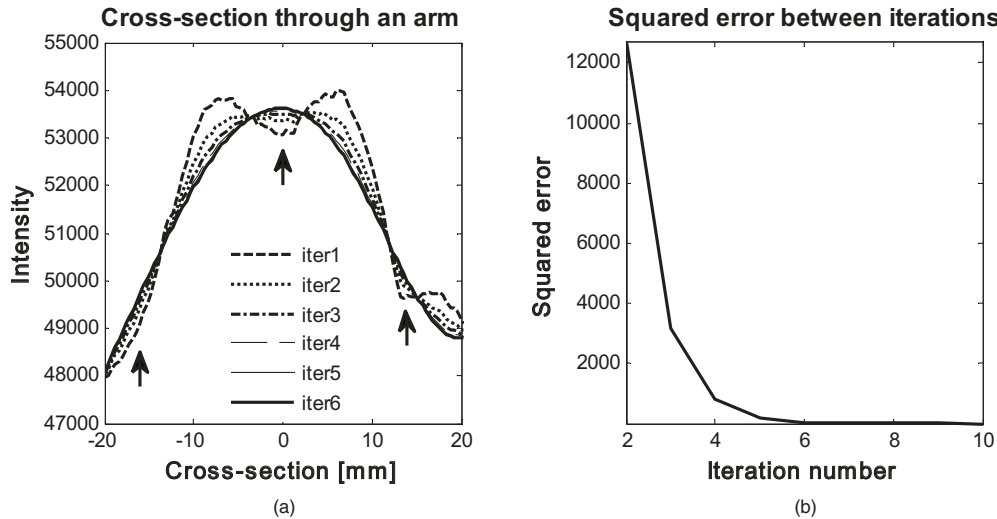 Cross-section through an arm
55000
54000
53000
52000
51000
50000
49000
48000
47000
Intensity
iter1
iter2
iter3
iter4
iter5
iter6
-20
-10
0
10
20
Cross-section [mm]
(a)
Squared error between iterations
12000
10000
8000
6000
4000
2000
Squared error
2
4
6
8
10
Iteration number
(b)